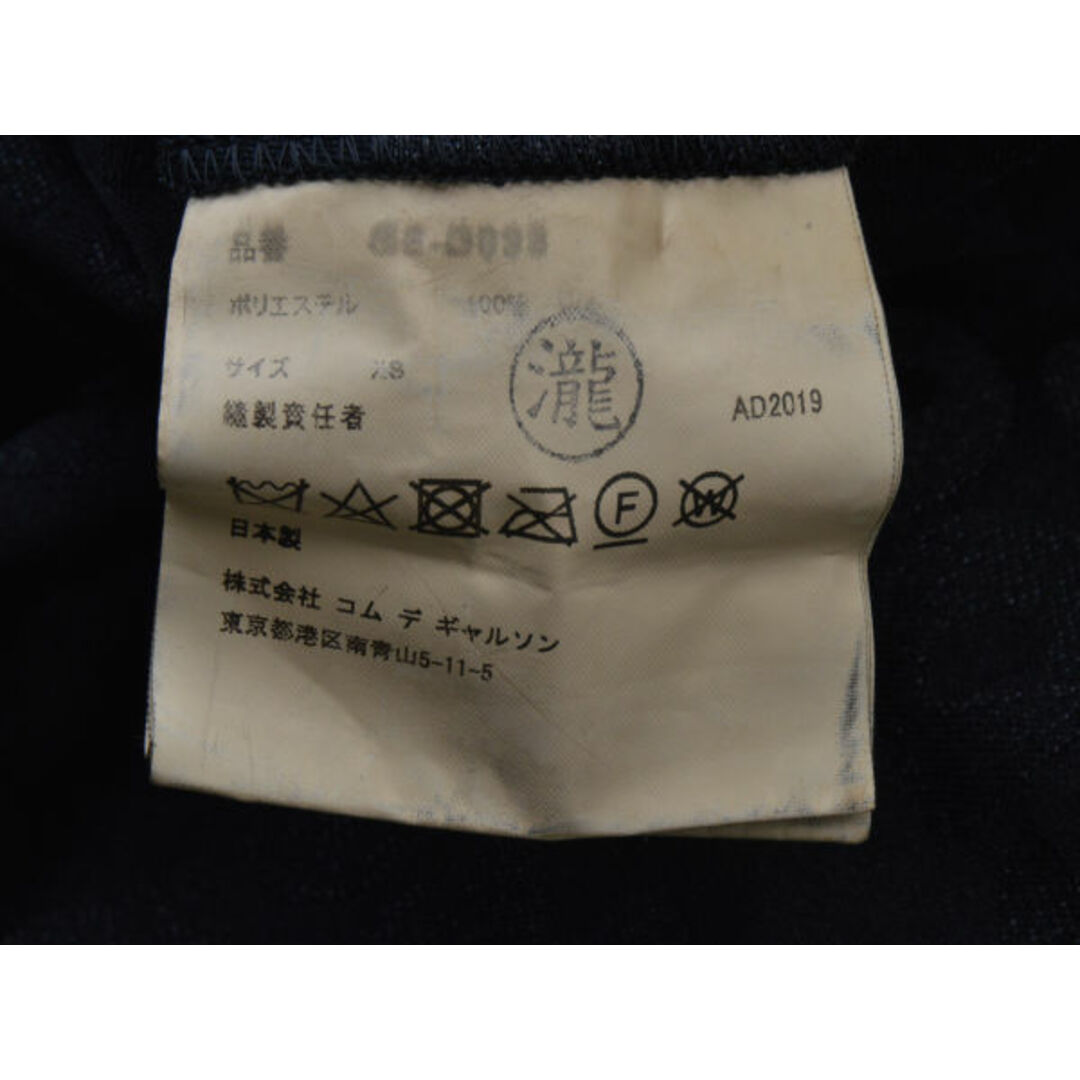 品番
ポリエステル 100%
サイズ XS
瀧
縫製責任者
AD2019
F W
日本製
株式会社 コム デ ギャルソン
東京都港区南青山5-11-5